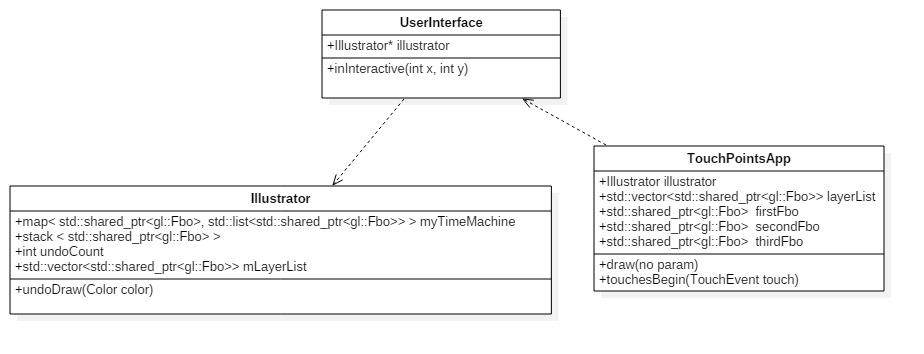 UserInterface
+Illustrator* illustrator
+inInteractive(int x, int y)
TouchPointsApp
+Illustrator illustrator
+std::vector<std::shared_ptr<gl::Fbo>> layerList
+std::shared_ptr<gl::Fbo>  firstFbo
+std::shared_ptr<gl::Fbo>  secondFbo
+std::shared_ptr<gl::Fbo>  thirdFbo
+draw(no param)
+touchesBegin(TouchEvent touch)
Illustrator
+map< std::shared_ptr<gl::Fbo>, std::list<std::shared_ptr<gl::Fbo>> > myTimeMachine
+stack < std::shared_ptr<gl::Fbo> >
+int undoCount
+std::vector<std::shared_ptr<gl::Fbo>> mLayerList
+undoDraw(Color color)